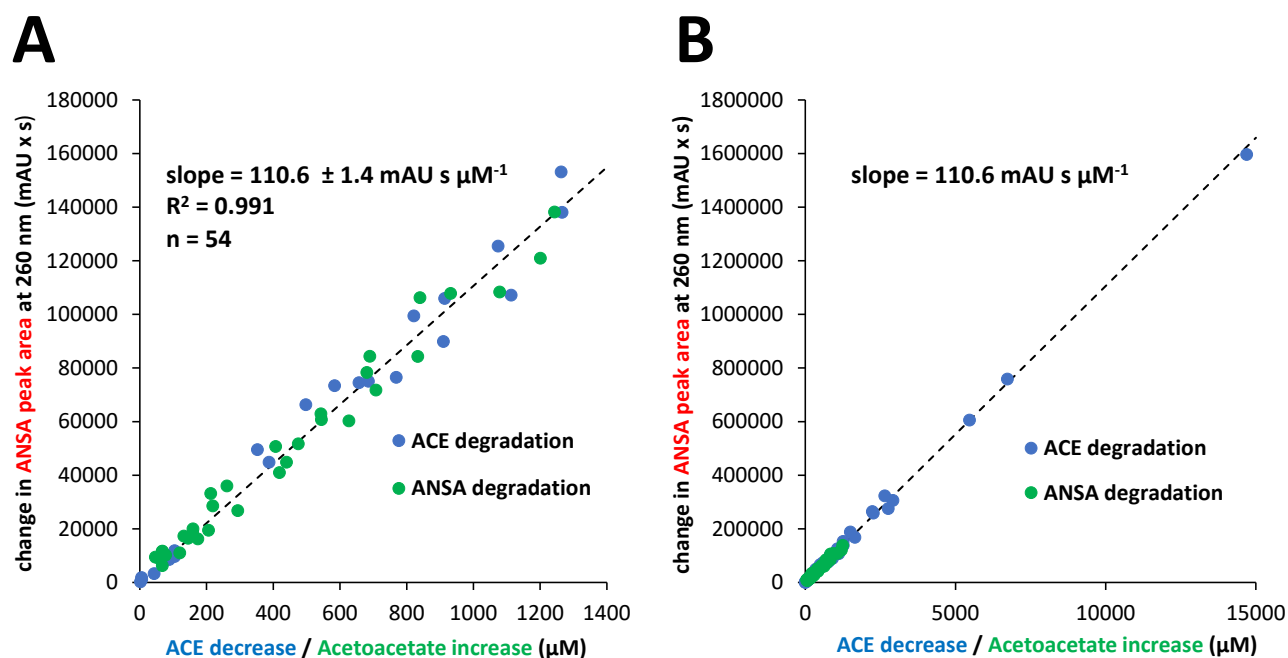 A
change in ANSA peak area at 260 nm (mAU x s)
180000
160000
140000
120000
100000
80000
60000
40000
20000
0
slope = 110.6 ± 1.4 mAU s µM⁻¹
R² = 0.991
n = 54
ACE degradation
ANSA degradation
0 200 400 600 800 1000 1200 1400
ACE decrease / Acetoacetate increase (µM)
B
change in ANSA peak area at 260 nm (mAU x s)
1800000
1600000
1400000
1200000
1000000
800000
600000
400000
200000
0
slope = 110.6 mAU s µM⁻¹
ACE degradation
ANSA degradation
0 5000 10000 15000
ACE decrease / Acetoacetate increase (µM)